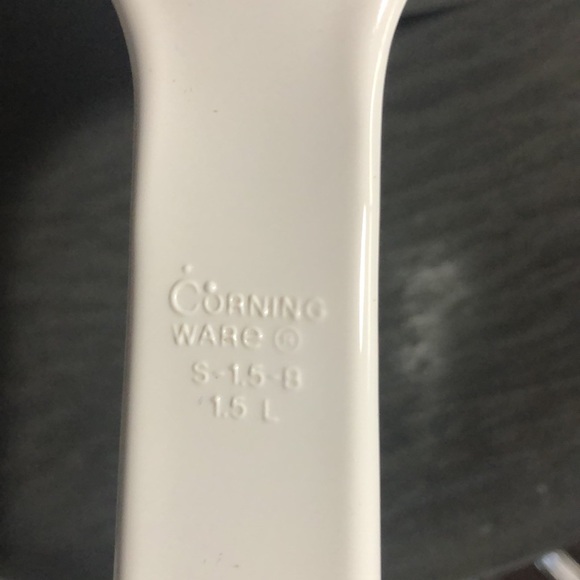 CORNING
WARE ®
S-1.5-B
1.5 L